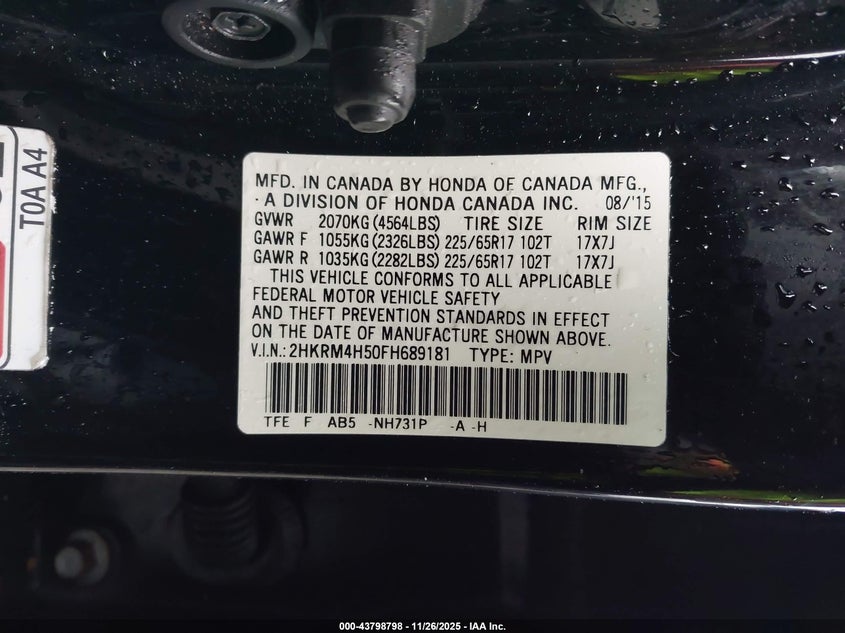 T0A A4
MFD. IN CANADA BY HONDA OF CANADA MFG.,
A DIVISION OF HONDA CANADA INC. 08/'15
GVWR 2070KG(4564LBS) TIRE SIZE RIM SIZE
GAWR F 1055KG(2326LBS) 225/65R17 102T 17X7J
GAWR R 1035KG(2282LBS) 225/65R17 102T 17X7J
THIS VEHICLE CONFORMS TO ALL APPLICABLE
FEDERAL MOTOR VEHICLE SAFETY
AND THEFT PREVENTION STANDARDS IN EFFECT
ON THE DATE OF MANUFACTURE SHOWN ABOVE.
V.I.N.: 2HKRM4H50FH689181 TYPE: MPV
TFE F AB5 -NH731P -A -H
000-43798798 - 11/26/2025 - IAA Inc.